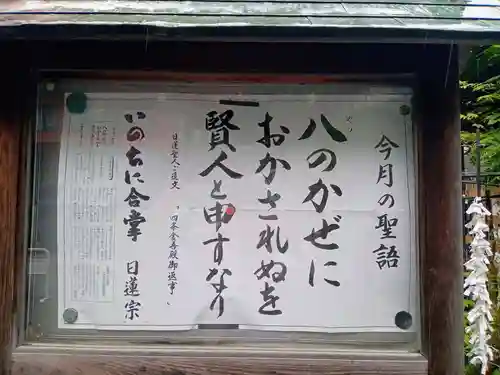 今月の聖語
八のかぜに
おかされぬを
賢人と申すなり
日蓮聖人ご遺文 『四条金吾殿御返事』
いのちに合掌 日蓮宗